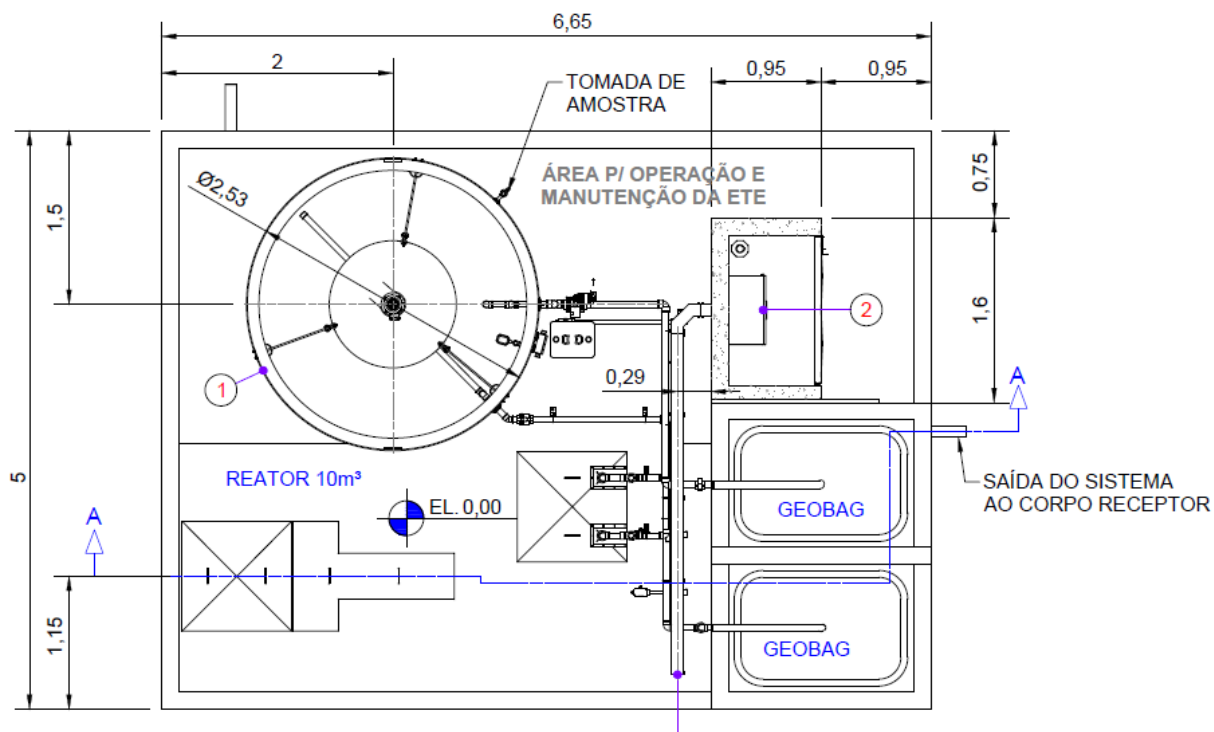 6,65
2
0,95
0,95
TOMADA DE
AMOSTRA
ÁREA P/ OPERAÇÃO E
MANUTENÇÃO DA ETE
0,75
Ø2,53
1,5
1,6
2
1
0,29
A
5
REATOR 10m³
SAÍDA DO SISTEMA
AO CORPO RECEPTOR
EL. 0,00
GEOBAG
A
1,15
GEOBAG